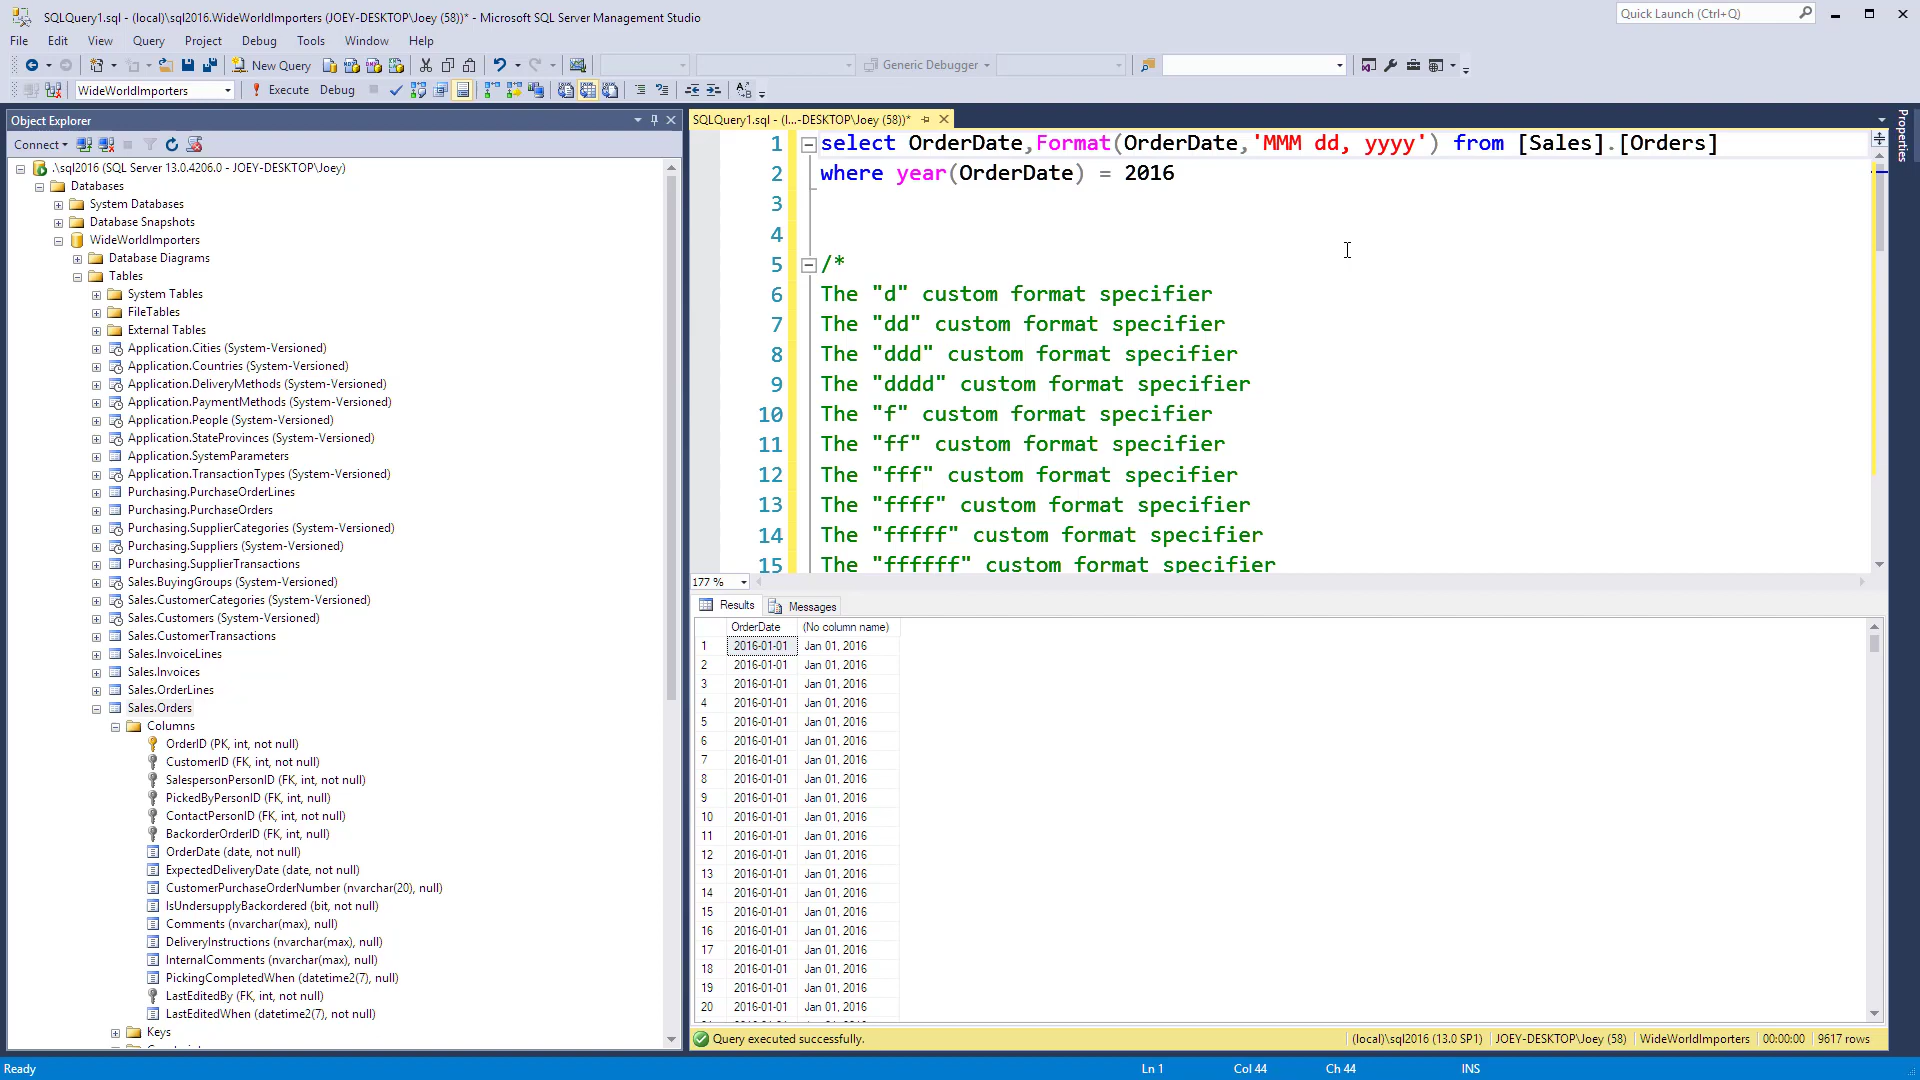 SQLQuery1.sql - (local)\sql2016.WideWorldImporters (JOEY-DESKTOP\Joey (58))* - Microsoft SQL Server Management Studio
Quick Launch (Ctrl+Q)
File Edit View Query Project Debug Tools Window Help
New Query
Generic Debugger
WideWorldImporters
Execute Debug
Object Explorer
Connect
.\sql2016 (SQL Server 13.0.4206.0 - JOEY-DESKTOP\Joey)
Databases
System Databases
Database Snapshots
WideWorldImporters
Database Diagrams
Tables
System Tables
FileTables
External Tables
Application.Cities (System-Versioned)
Application.Countries (System-Versioned)
Application.DeliveryMethods (System-Versioned)
Application.PaymentMethods (System-Versioned)
Application.People (System-Versioned)
Application.StateProvinces (System-Versioned)
Application.SystemParameters
Application.TransactionTypes (System-Versioned)
Purchasing.PurchaseOrderLines
Purchasing.PurchaseOrders
Purchasing.SupplierCategories (System-Versioned)
Purchasing.Suppliers (System-Versioned)
Purchasing.SupplierTransactions
Sales.BuyingGroups (System-Versioned)
Sales.CustomerCategories (System-Versioned)
Sales.Customers (System-Versioned)
Sales.CustomerTransactions
Sales.InvoiceLines
Sales.Invoices
Sales.OrderLines
Sales.Orders
Columns
OrderID (PK, int, not null)
CustomerID (FK, int, not null)
SalespersonPersonID (FK, int, not null)
PickedByPersonID (FK, int, null)
ContactPersonID (FK, int, not null)
BackorderOrderID (FK, int, null)
OrderDate (date, not null)
ExpectedDeliveryDate (date, not null)
CustomerPurchaseOrderNumber (nvarchar(20), null)
IsUndersupplyBackordered (bit, not null)
Comments (nvarchar(max), null)
DeliveryInstructions (nvarchar(max), null)
InternalComments (nvarchar(max), null)
PickingCompletedWhen (datetime2(7), null)
LastEditedBy (FK, int, not null)
LastEditedWhen (datetime2(7), not null)
Keys
SQLQuery1.sql - (l...-DESKTOP\Joey (58))*
Properties
1 select OrderDate,Format(OrderDate,'MMM dd, yyyy') from [Sales].[Orders]
2 where year(OrderDate) = 2016
3
4
5 /*
6 The "d" custom format specifier
7 The "dd" custom format specifier
8 The "ddd" custom format specifier
9 The "dddd" custom format specifier
10 The "f" custom format specifier
11 The "ff" custom format specifier
12 The "fff" custom format specifier
13 The "ffff" custom format specifier
14 The "fffff" custom format specifier
15 The "ffffff" custom format specifier
177 %
Results Messages
OrderDate (No column name)
1 2016-01-01 Jan 01, 2016
2 2016-01-01 Jan 01, 2016
3 2016-01-01 Jan 01, 2016
4 2016-01-01 Jan 01, 2016
5 2016-01-01 Jan 01, 2016
6 2016-01-01 Jan 01, 2016
7 2016-01-01 Jan 01, 2016
8 2016-01-01 Jan 01, 2016
9 2016-01-01 Jan 01, 2016
10 2016-01-01 Jan 01, 2016
11 2016-01-01 Jan 01, 2016
12 2016-01-01 Jan 01, 2016
13 2016-01-01 Jan 01, 2016
14 2016-01-01 Jan 01, 2016
15 2016-01-01 Jan 01, 2016
16 2016-01-01 Jan 01, 2016
17 2016-01-01 Jan 01, 2016
18 2016-01-01 Jan 01, 2016
19 2016-01-01 Jan 01, 2016
20 2016-01-01 Jan 01, 2016
Query executed successfully.
(local)\sql2016 (13.0 SP1) JOEY-DESKTOP\Joey (58) WideWorldImporters 00:00:00 9617 rows
Ready
Ln 1 Col 44 Ch 44 INS